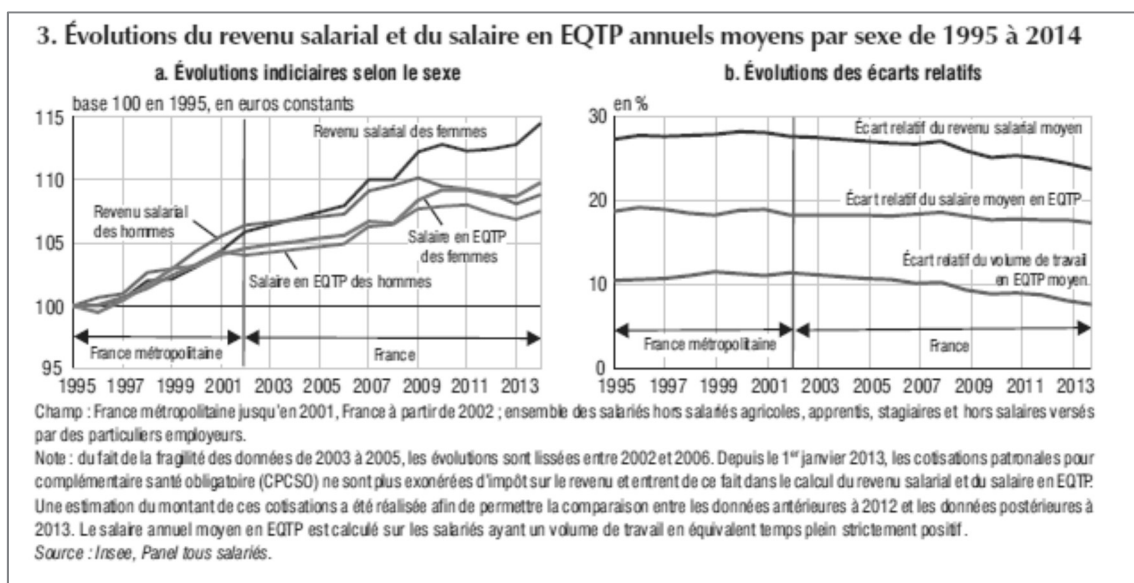 3. Évolutions du revenu salarial et du salaire en EQTP annuels moyens par sexe de 1995 à 2014
a. Évolutions indiciaires selon le sexe
base 100 en 1995, en euros constants
115
Revenu salarial des femmes
110
Revenu salarial
des hommes
105
Salaire en EQTP
des femmes
Salaire en EQTP des hommes
100
France métropolitaine
France
95
1995 1997 1999 2001 2003 2005 2007 2009 2011 2013
b. Évolutions des écarts relatifs
en %
30
Écart relatif du revenu salarial moyen
20
Écart relatif du salaire moyen en EQTP
Écart relatif du volume de travail
en EQTP moyen
10
France métropolitaine
France
0
1995 1997 1999 2001 2003 2005 2007 2009 2011 2013
Champ : France métropolitaine jusqu'en 2001, France à partir de 2002 ; ensemble des salariés hors salariés agricoles, apprentis, stagiaires et hors salaires versés
par des particuliers employeurs.
Note : du fait de la fragilité des données de 2003 à 2005, les évolutions sont lissées entre 2002 et 2006. Depuis le 1er janvier 2013, les cotisations patronales pour
complémentaire santé obligatoire (CPCSO) ne sont plus exonérées d'impôt sur le revenu et entrent de ce fait dans le calcul du revenu salarial et du salaire en EQTP.
Une estimation du montant de ces cotisations a été réalisée afin de permettre la comparaison entre les données antérieures à 2012 et les données postérieures à
2013. Le salaire annuel moyen en EQTP est calculé sur les salariés ayant un volume de travail en équivalent temps plein strictement positif.
Source : Insee, Panel tous salariés.